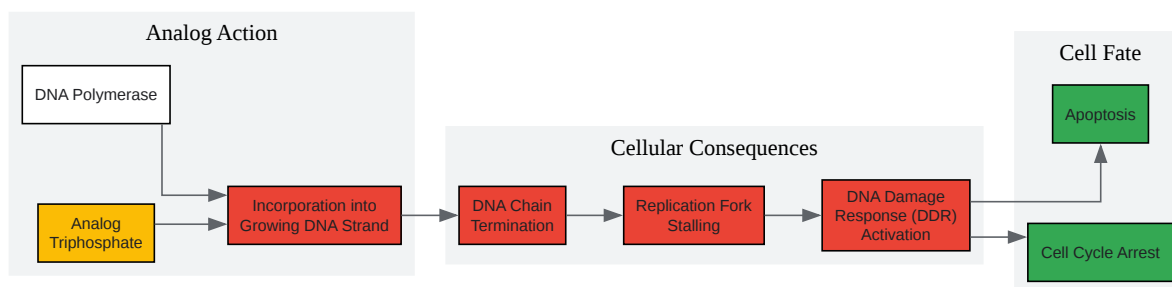 Analog Action
DNA Polymerase
Analog
Triphosphate
Incorporation into
Growing DNA Strand
Cellular Consequences
DNA Chain
Termination
Replication Fork
Stalling
DNA Damage
Response (DDR)
Activation
Cell Fate
Apoptosis
Cell Cycle Arrest